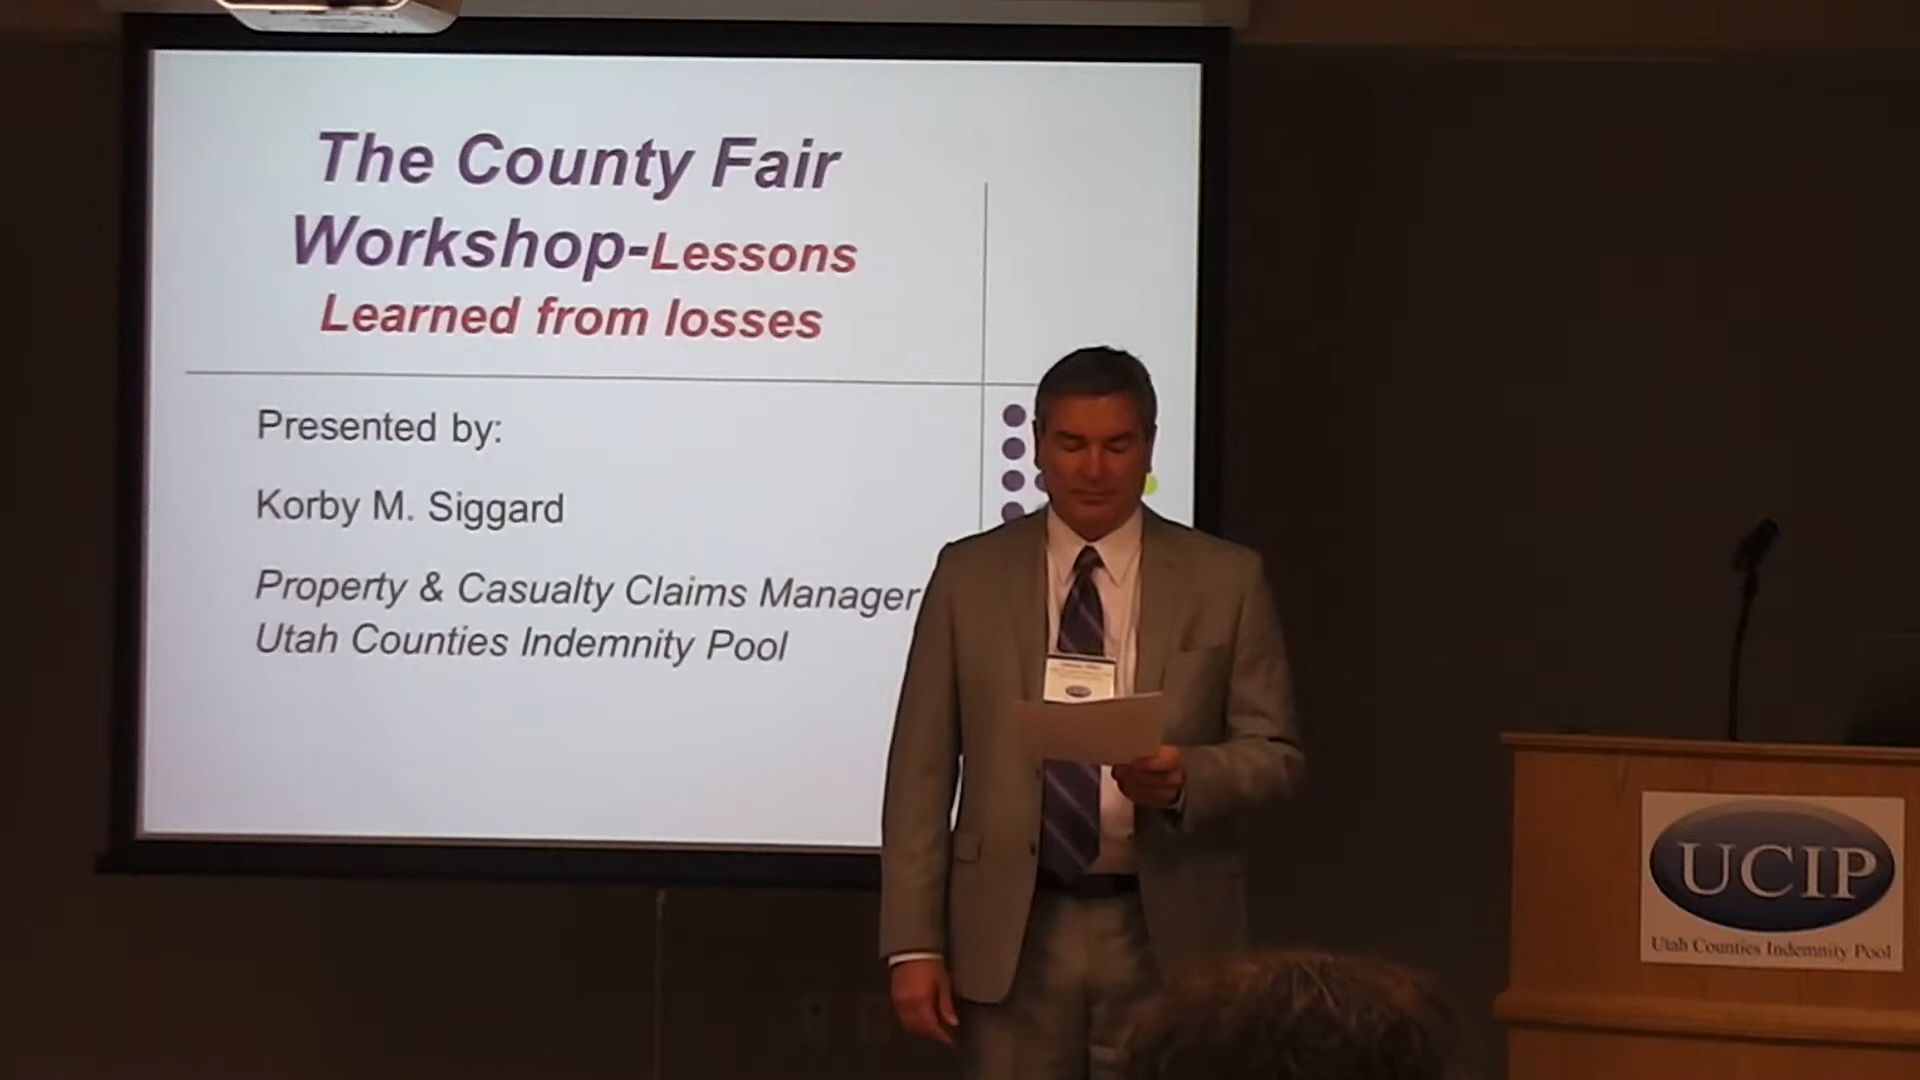 The County Fair
Workshop-Lessons
Learned from losses
Presented by:
Korby M. Siggard
Property & Casualty Claims Manager
Utah Counties Indemnity Pool
UCIP
Utah Counties Indemnity Pool